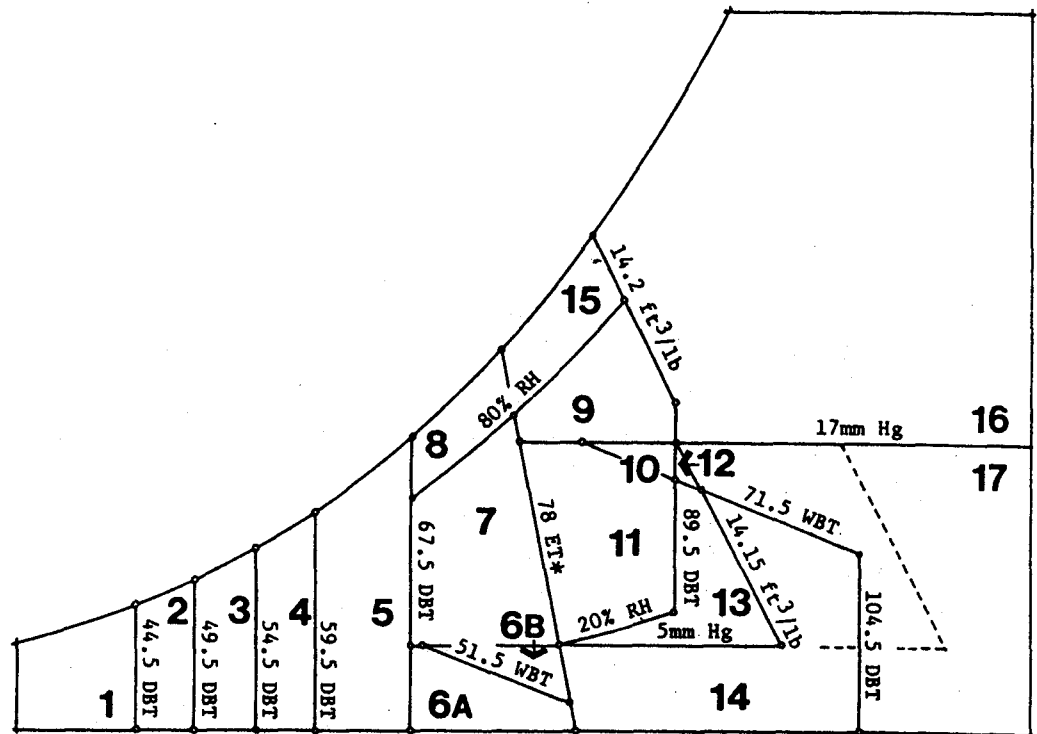 14.2 ft3/lb
15
80% RH
9
16
8
17mm Hg
10
12
17
71.5 WBT
7
78 ET*
67.5 DBT
11
89.5 DBT
14.15 ft3/lb
2
3
4
5
13
104.5 DBT
49.5 DBT
54.5 DBT
59.5 DBT
44.5 DBT
6B
20% RH
5mm Hg
51.5 WBT
1
6A
14